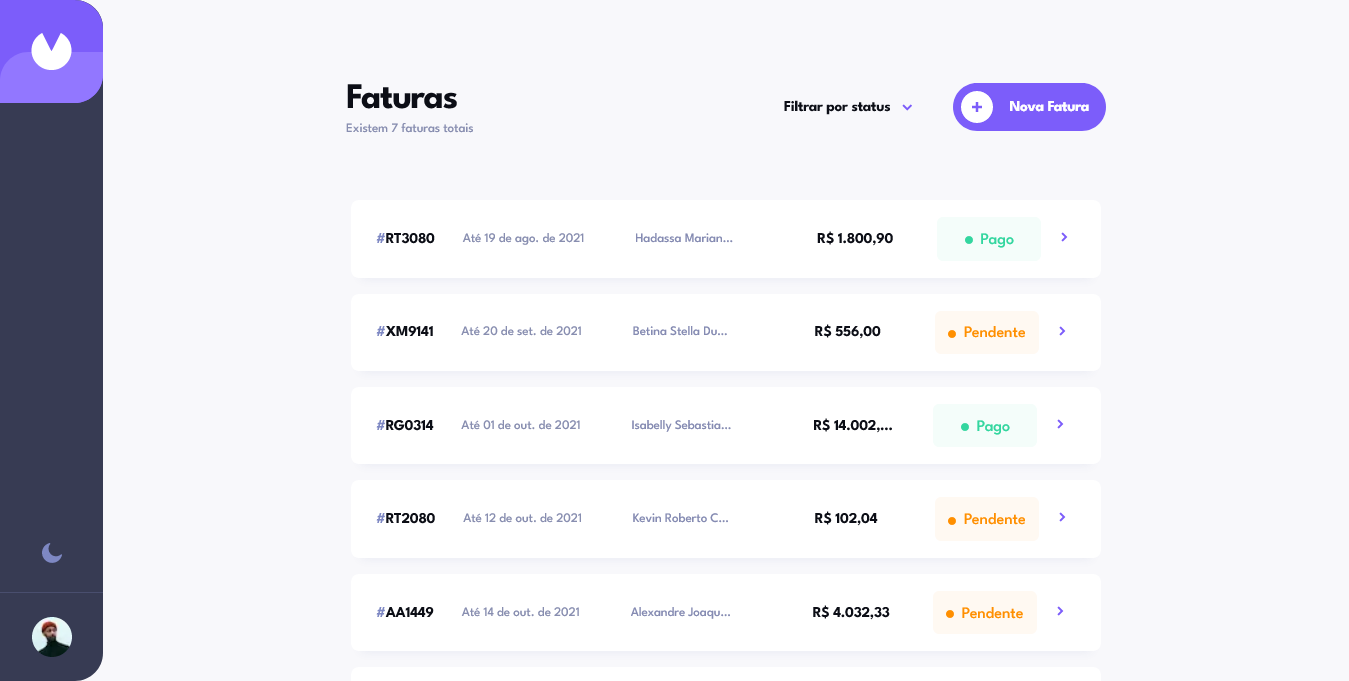 Faturas
Existem 7 faturas totais
Filtrar por status
Nova Fatura
#RT3080 Até 19 de ago. de 2021 Hadassa Marian... R$ 1.800,90 Pago
#XM9141 Até 20 de set. de 2021 Betina Stella Du... R$ 556,00 Pendente
#RG0314 Até 01 de out. de 2021 Isabelly Sebastia... R$ 14.002,... Pago
#RT2080 Até 12 de out. de 2021 Kevin Roberto C... R$ 102,04 Pendente
#AA1449 Até 14 de out. de 2021 Alexandre Joaqu... R$ 4.032,33 Pendente